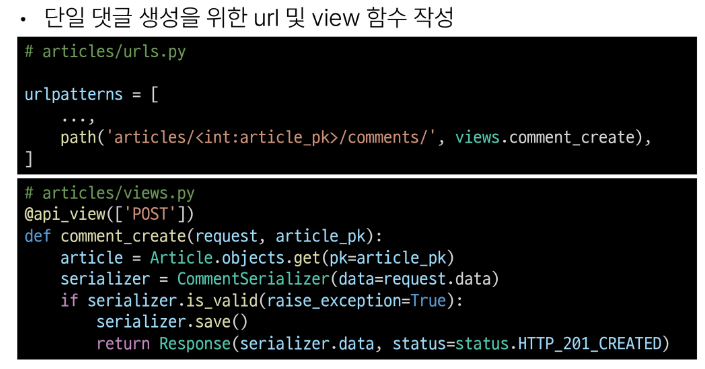 • 단일 댓글 생성을 위한 url 및 view 함수 작성
# articles/urls.py
urlpatterns = [
    ...,
    path('articles/<int:article_pk>/comments/', views.comment_create),
]
# articles/views.py
@api_view(['POST'])
def comment_create(request, article_pk):
    article = Article.objects.get(pk=article_pk)
    serializer = CommentSerializer(data=request.data)
    if serializer.is_valid(raise_exception=True):
        serializer.save()
        return Response(serializer.data, status=status.HTTP_201_CREATED)